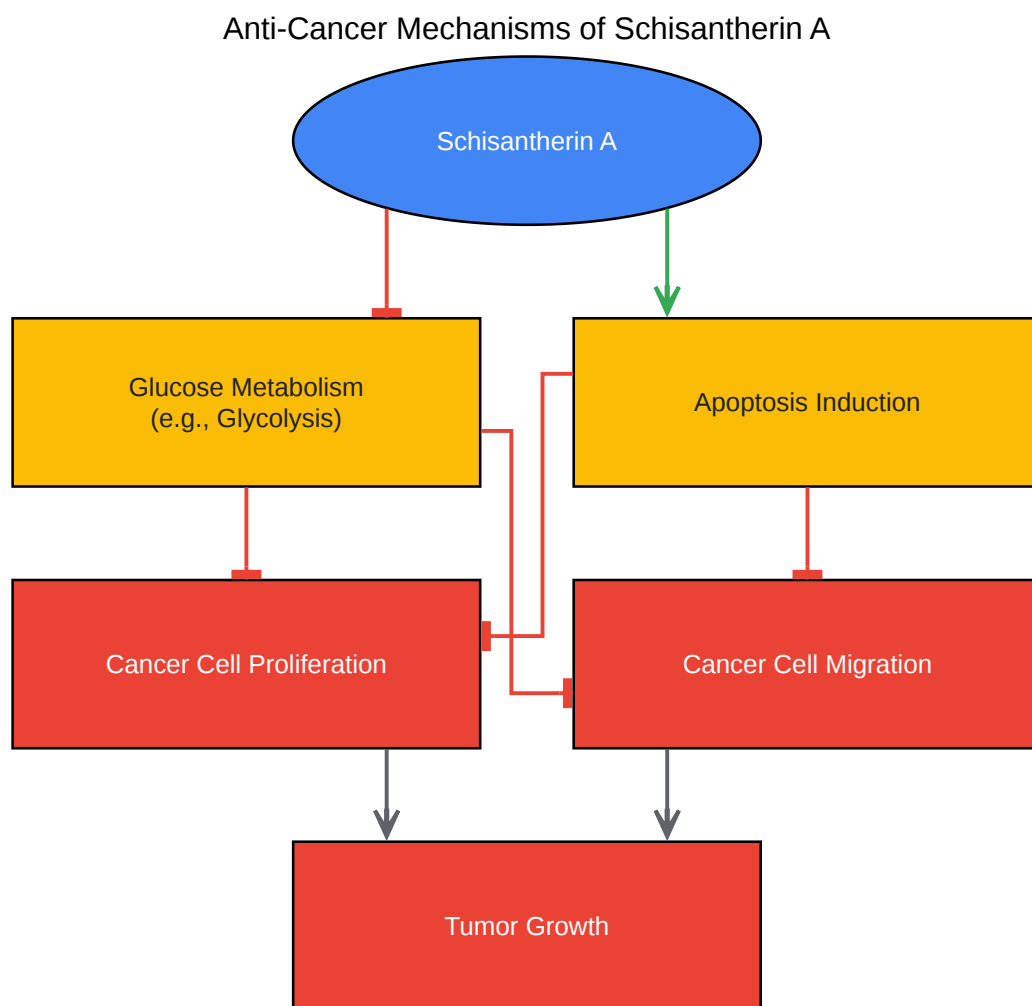 Anti-Cancer Mechanisms of Schisantherin A
Schisantherin A
Glucose Metabolism
(e.g., Glycolysis)
Apoptosis Induction
Cancer Cell Proliferation
Cancer Cell Migration
Tumor Growth